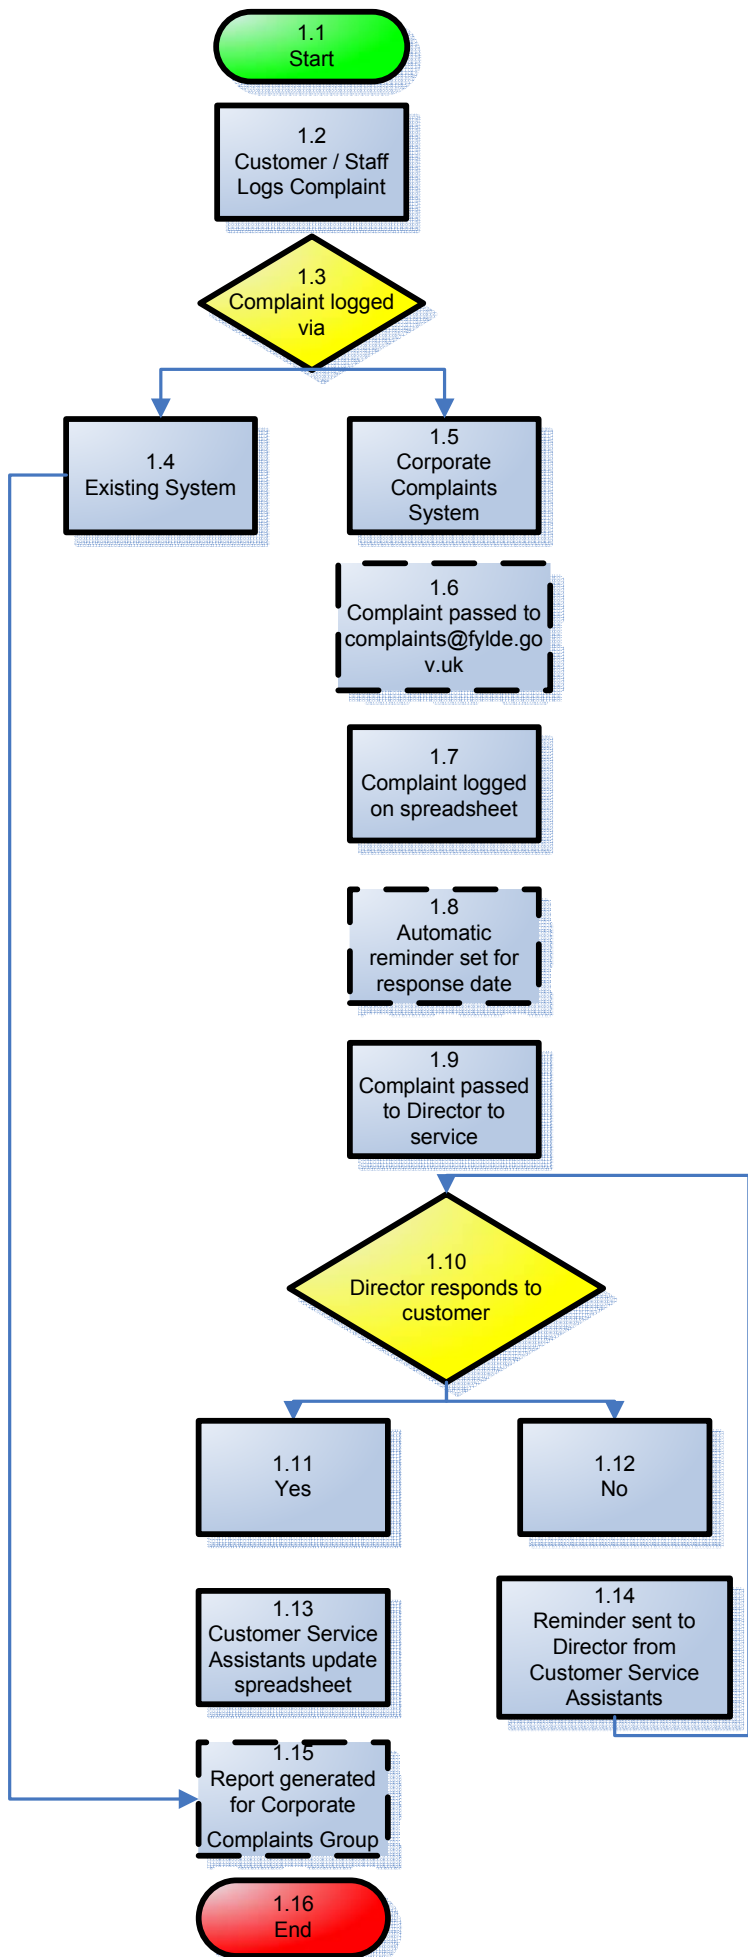 1.1
Start
1.2
Customer / Staff
Logs Complaint
1.3
Complaint logged
via
1.4
Existing System
1.5
Corporate
Complaints
System
1.6
Complaint passed to
complaints@fylde.go
v.uk
1.7
Complaint logged
on spreadsheet
1.8
Automatic
reminder set for
response date
1.9
Complaint passed
to Director to
service
1.10
Director responds to
customer
1.11
Yes
1.12
No
1.13
Customer Service
Assistants update
spreadsheet
1.14
Reminder sent to
Director from
Customer Service
Assistants
1.15
Report generated
for Corporate
Complaints Group
1.16
End